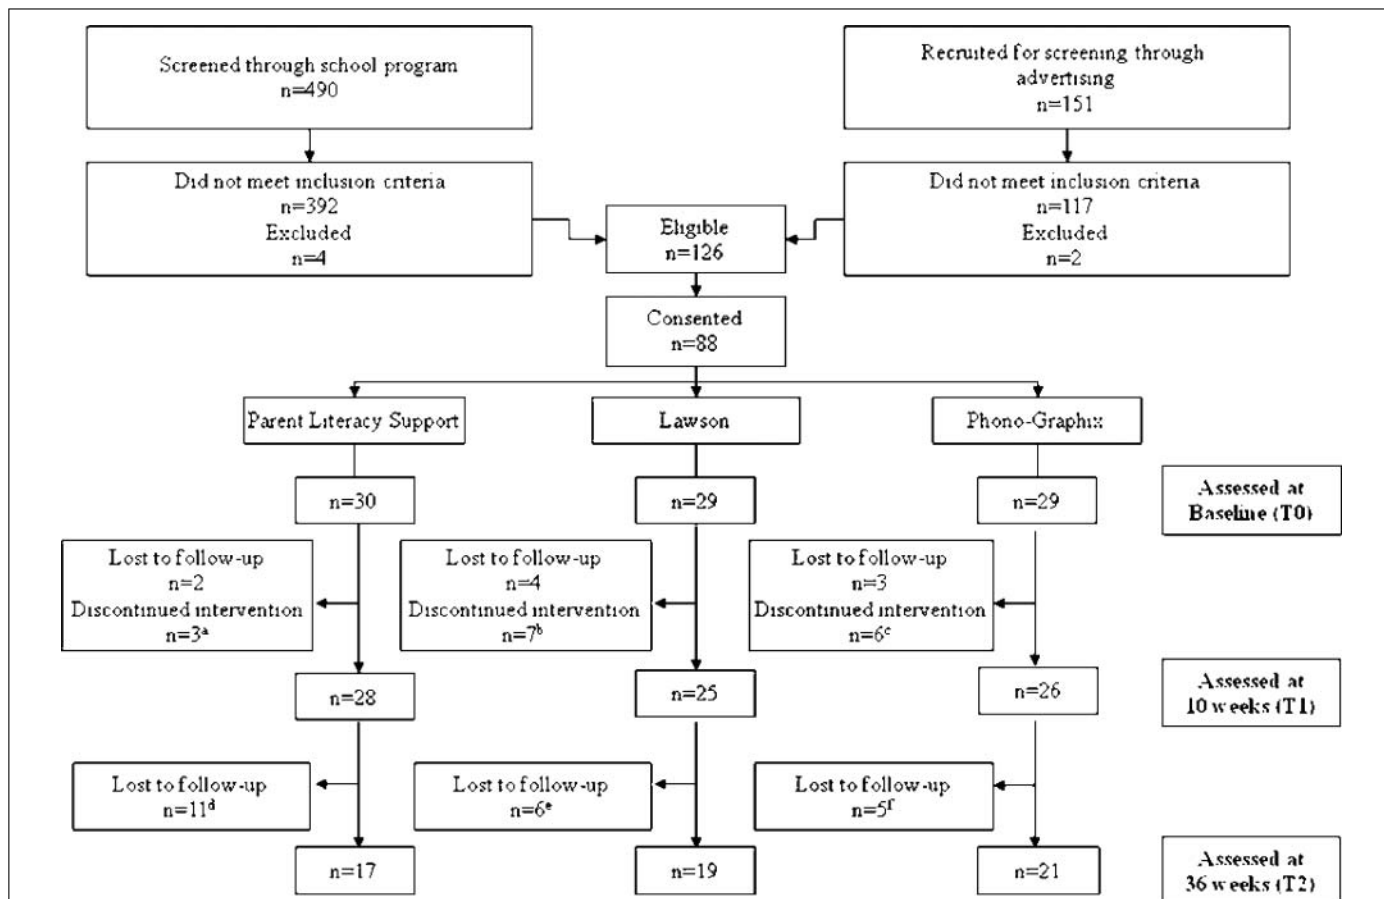 Screened through school program
n=490
Recruited for screening through
advertising
n=151
Did not meet inclusion criteria
n=392
Excluded
n=4
Eligible
n=126
Did not meet inclusion criteria
n=117
Excluded
n=2
Consented
n=88
Parent Literacy Support
Lawson
Phono-Graphix
n=30
n=29
n=29
Assessed at
Baseline (T0)
Lost to follow-up
n=2
Discontinued intervention
n=3ᵃ
Lost to follow-up
n=4
Discontinued intervention
n=7ᵇ
Lost to follow-up
n=3
Discontinued intervention
n=6ᶜ
n=28
n=25
n=26
Assessed at
10 weeks (T1)
Lost to follow-up
n=11ᵈ
Lost to follow-up
n=6ᵉ
Lost to follow-up
n=5ᶠ
n=17
n=19
n=21
Assessed at
36 weeks (T2)